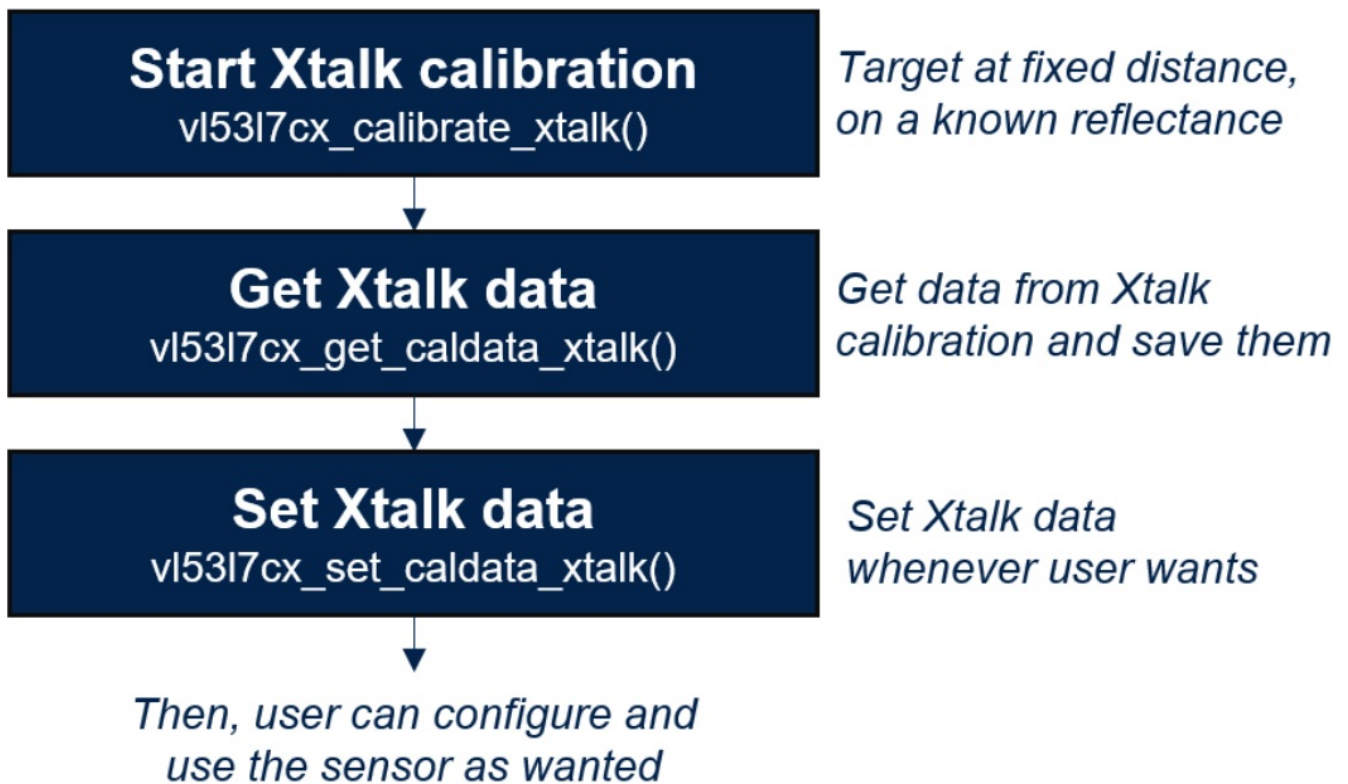 Start Xtalk calibration
vl53l7cx_calibrate_xtalk()
Target at fixed distance,
on a known reflectance
Get Xtalk data
vl53l7cx_get_caldata_xtalk()
Get data from Xtalk
calibration and save them
Set Xtalk data
vl53l7cx_set_caldata_xtalk()
Set Xtalk data
whenever user wants
Then, user can configure and
use the sensor as wanted